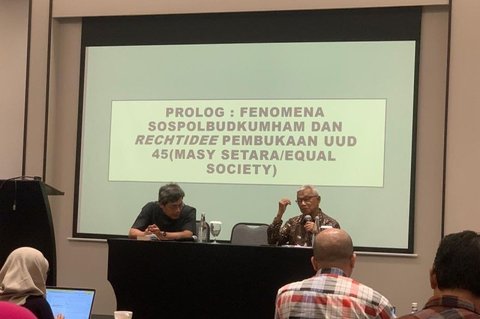 PROLOG : FENOMENA
SOSPOLBUDKUMHAM DAN
RECHTIDEE PEMBUKAAN UUD
45(MASY SETARA/EQUAL
SOCIETY)